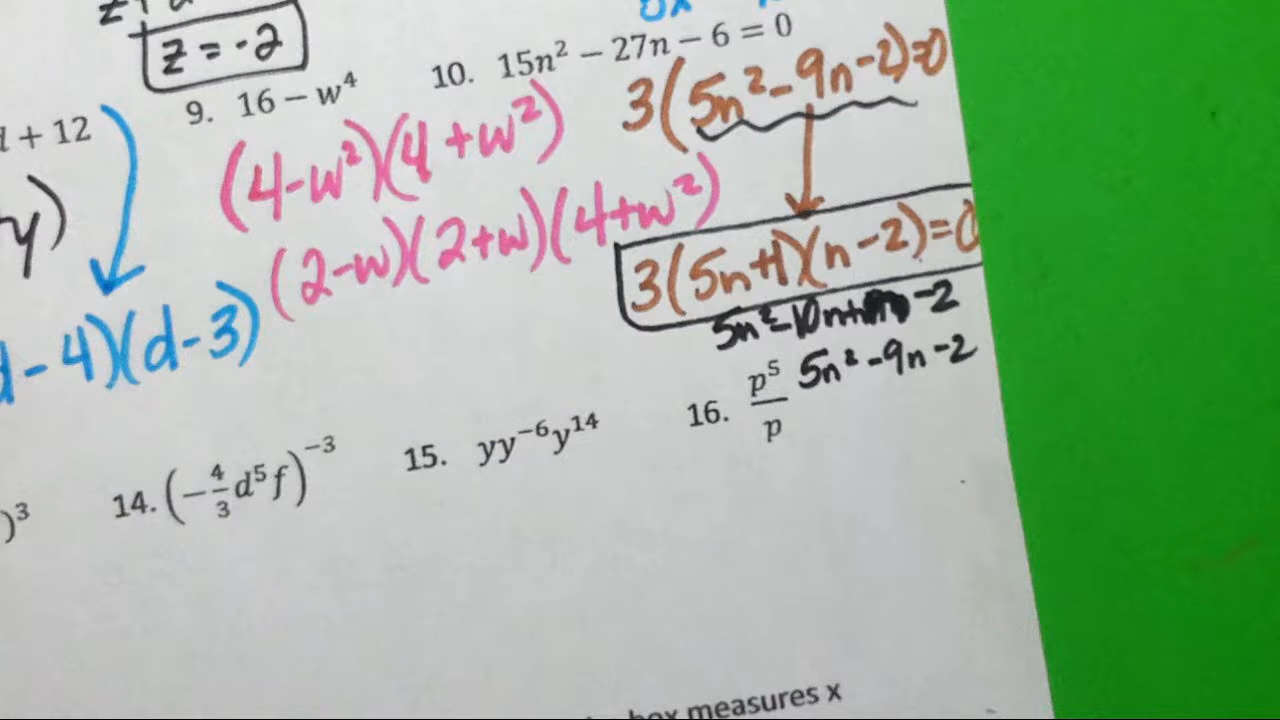 z = -2
9. 16 − w⁴
(4-w²)(4+w²)
(2-w)(2+w)(4+w²)
10. 15n² − 27n − 6 = 0
3(5n²-9n-2)=0
3(5n+1)(n-2)=0
5n²-10n+ -2
5n²-9n-2
+ 12
y)
-4)(d-3)
)³
14. (−4/3 d⁵f)⁻³
15. yy⁻⁶y¹⁴
16. p⁵/p
box measures x